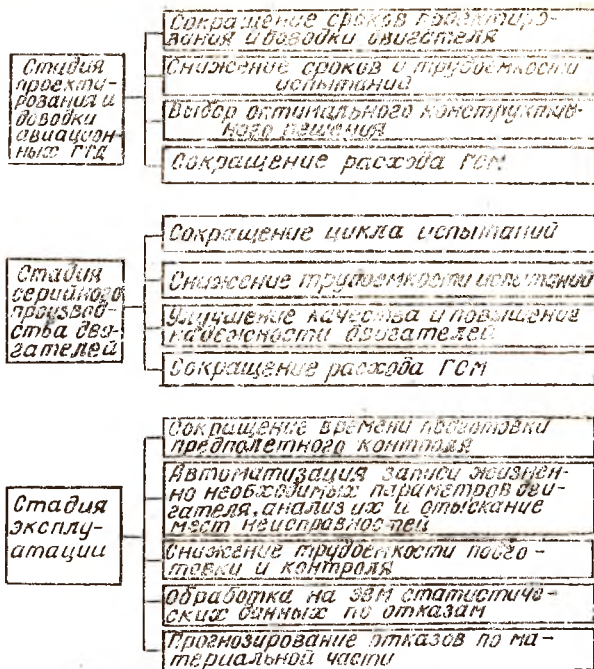 Сокращение сроков проектиро-
вания и доводки двигателя
Стадия
проекти-
рования и
доводки
авиацион-
ных ГТД
Снижение сроков и трудоемкости
испытаний
Выбор оптимального конструктив-
ного решения
Сокращение расхода ГСМ
Стадия
серийного
производ-
ства дви-
гателей
Сокращение цикла испытаний
Снижение трудоемкости испытаний
Улучшение качества и повышение
надежности двигателей
Сокращение расхода ГСМ
Стадия
эксплу-
атации
Сокращение времени подготовки
предполетного контроля
Автоматизация записи жизнен-
но необходимых параметров дви-
гателя, анализ их и отыскание
мест неисправностей
Снижение трудоемкости подго-
товки и контроля
Обработка на ЭВМ статистиче-
ских данных по отказам
Прогнозирование отказов по ма-
териальной части